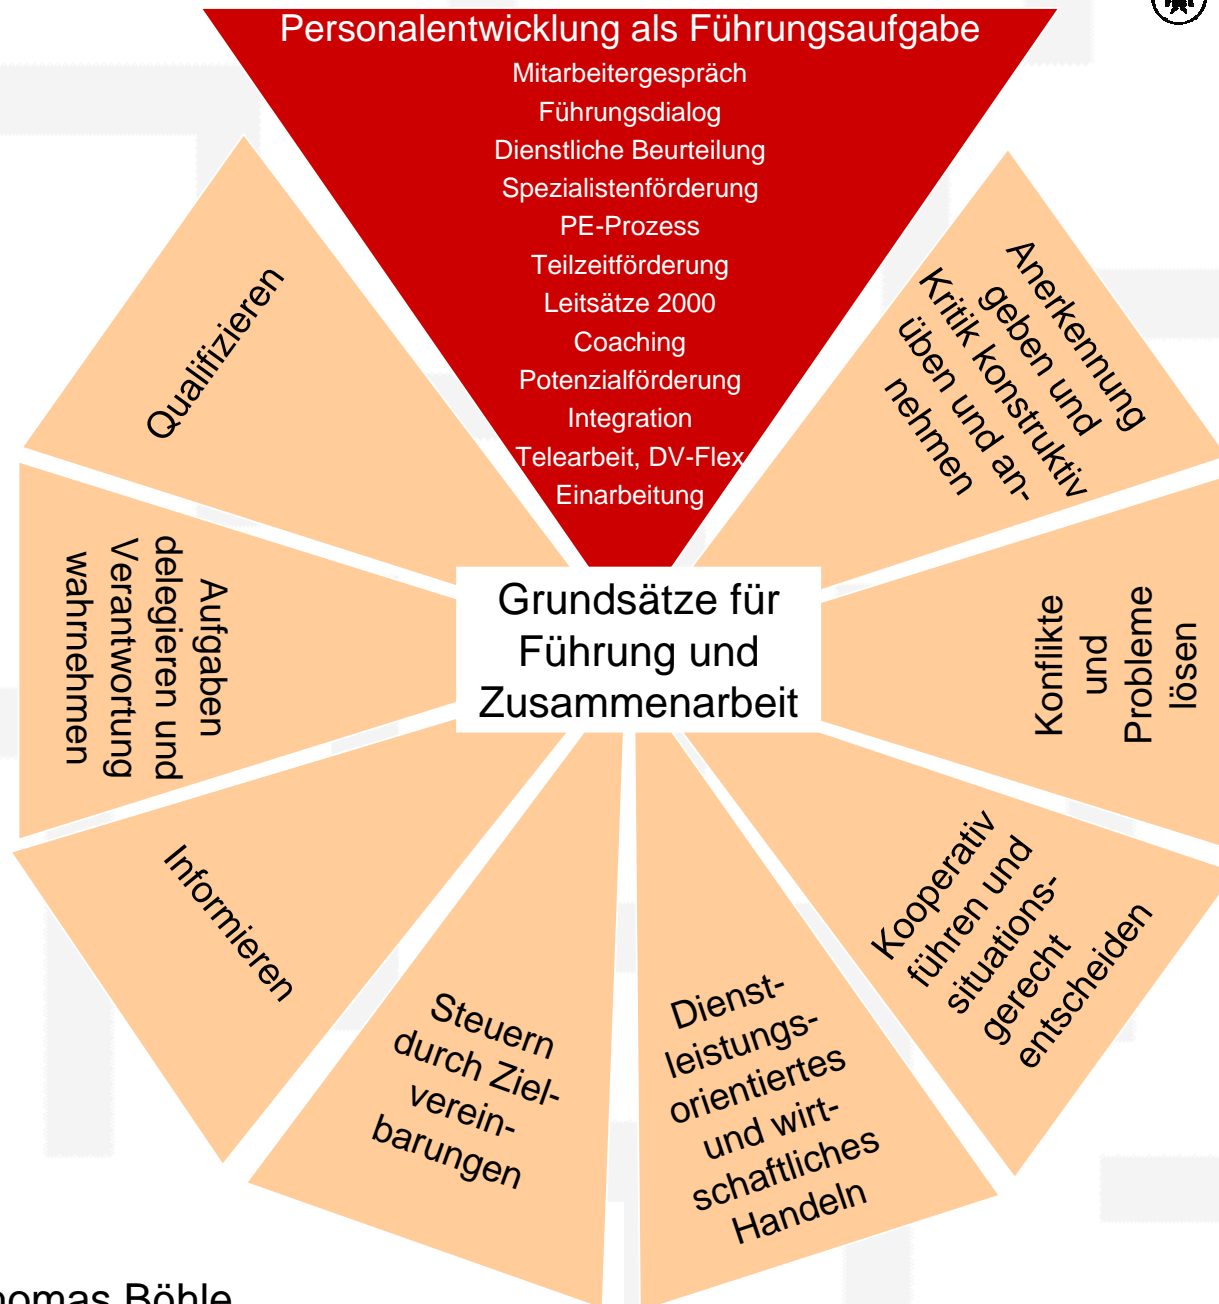 Personalentwicklung als Führungsaufgabe
Mitarbeitergespräch
Führungsdialog
Dienstliche Beurteilung
Spezialistenförderung
PE-Prozess
Teilzeitförderung
Leitsätze 2000
Coaching
Potenzialförderung
Integration
Telearbeit, DV-Flex
Einarbeitung
Anerkennung
geben und
Kritik konstruktiv
üben und an-
nehmen
Konflikte
und
Probleme
lösen
Kooperativ
führen und
situations-
gerecht
entscheiden
Dienst-
leistungs-
orientiertes
und wirt-
schaftliches
Handeln
Steuern
durch Ziel-
verein-
barungen
Informieren
Aufgaben
delegieren und
Verantwortung
wahrnehmen
Qualifizieren
Grundsätze für
Führung und
Zusammenarbeit
Böhle